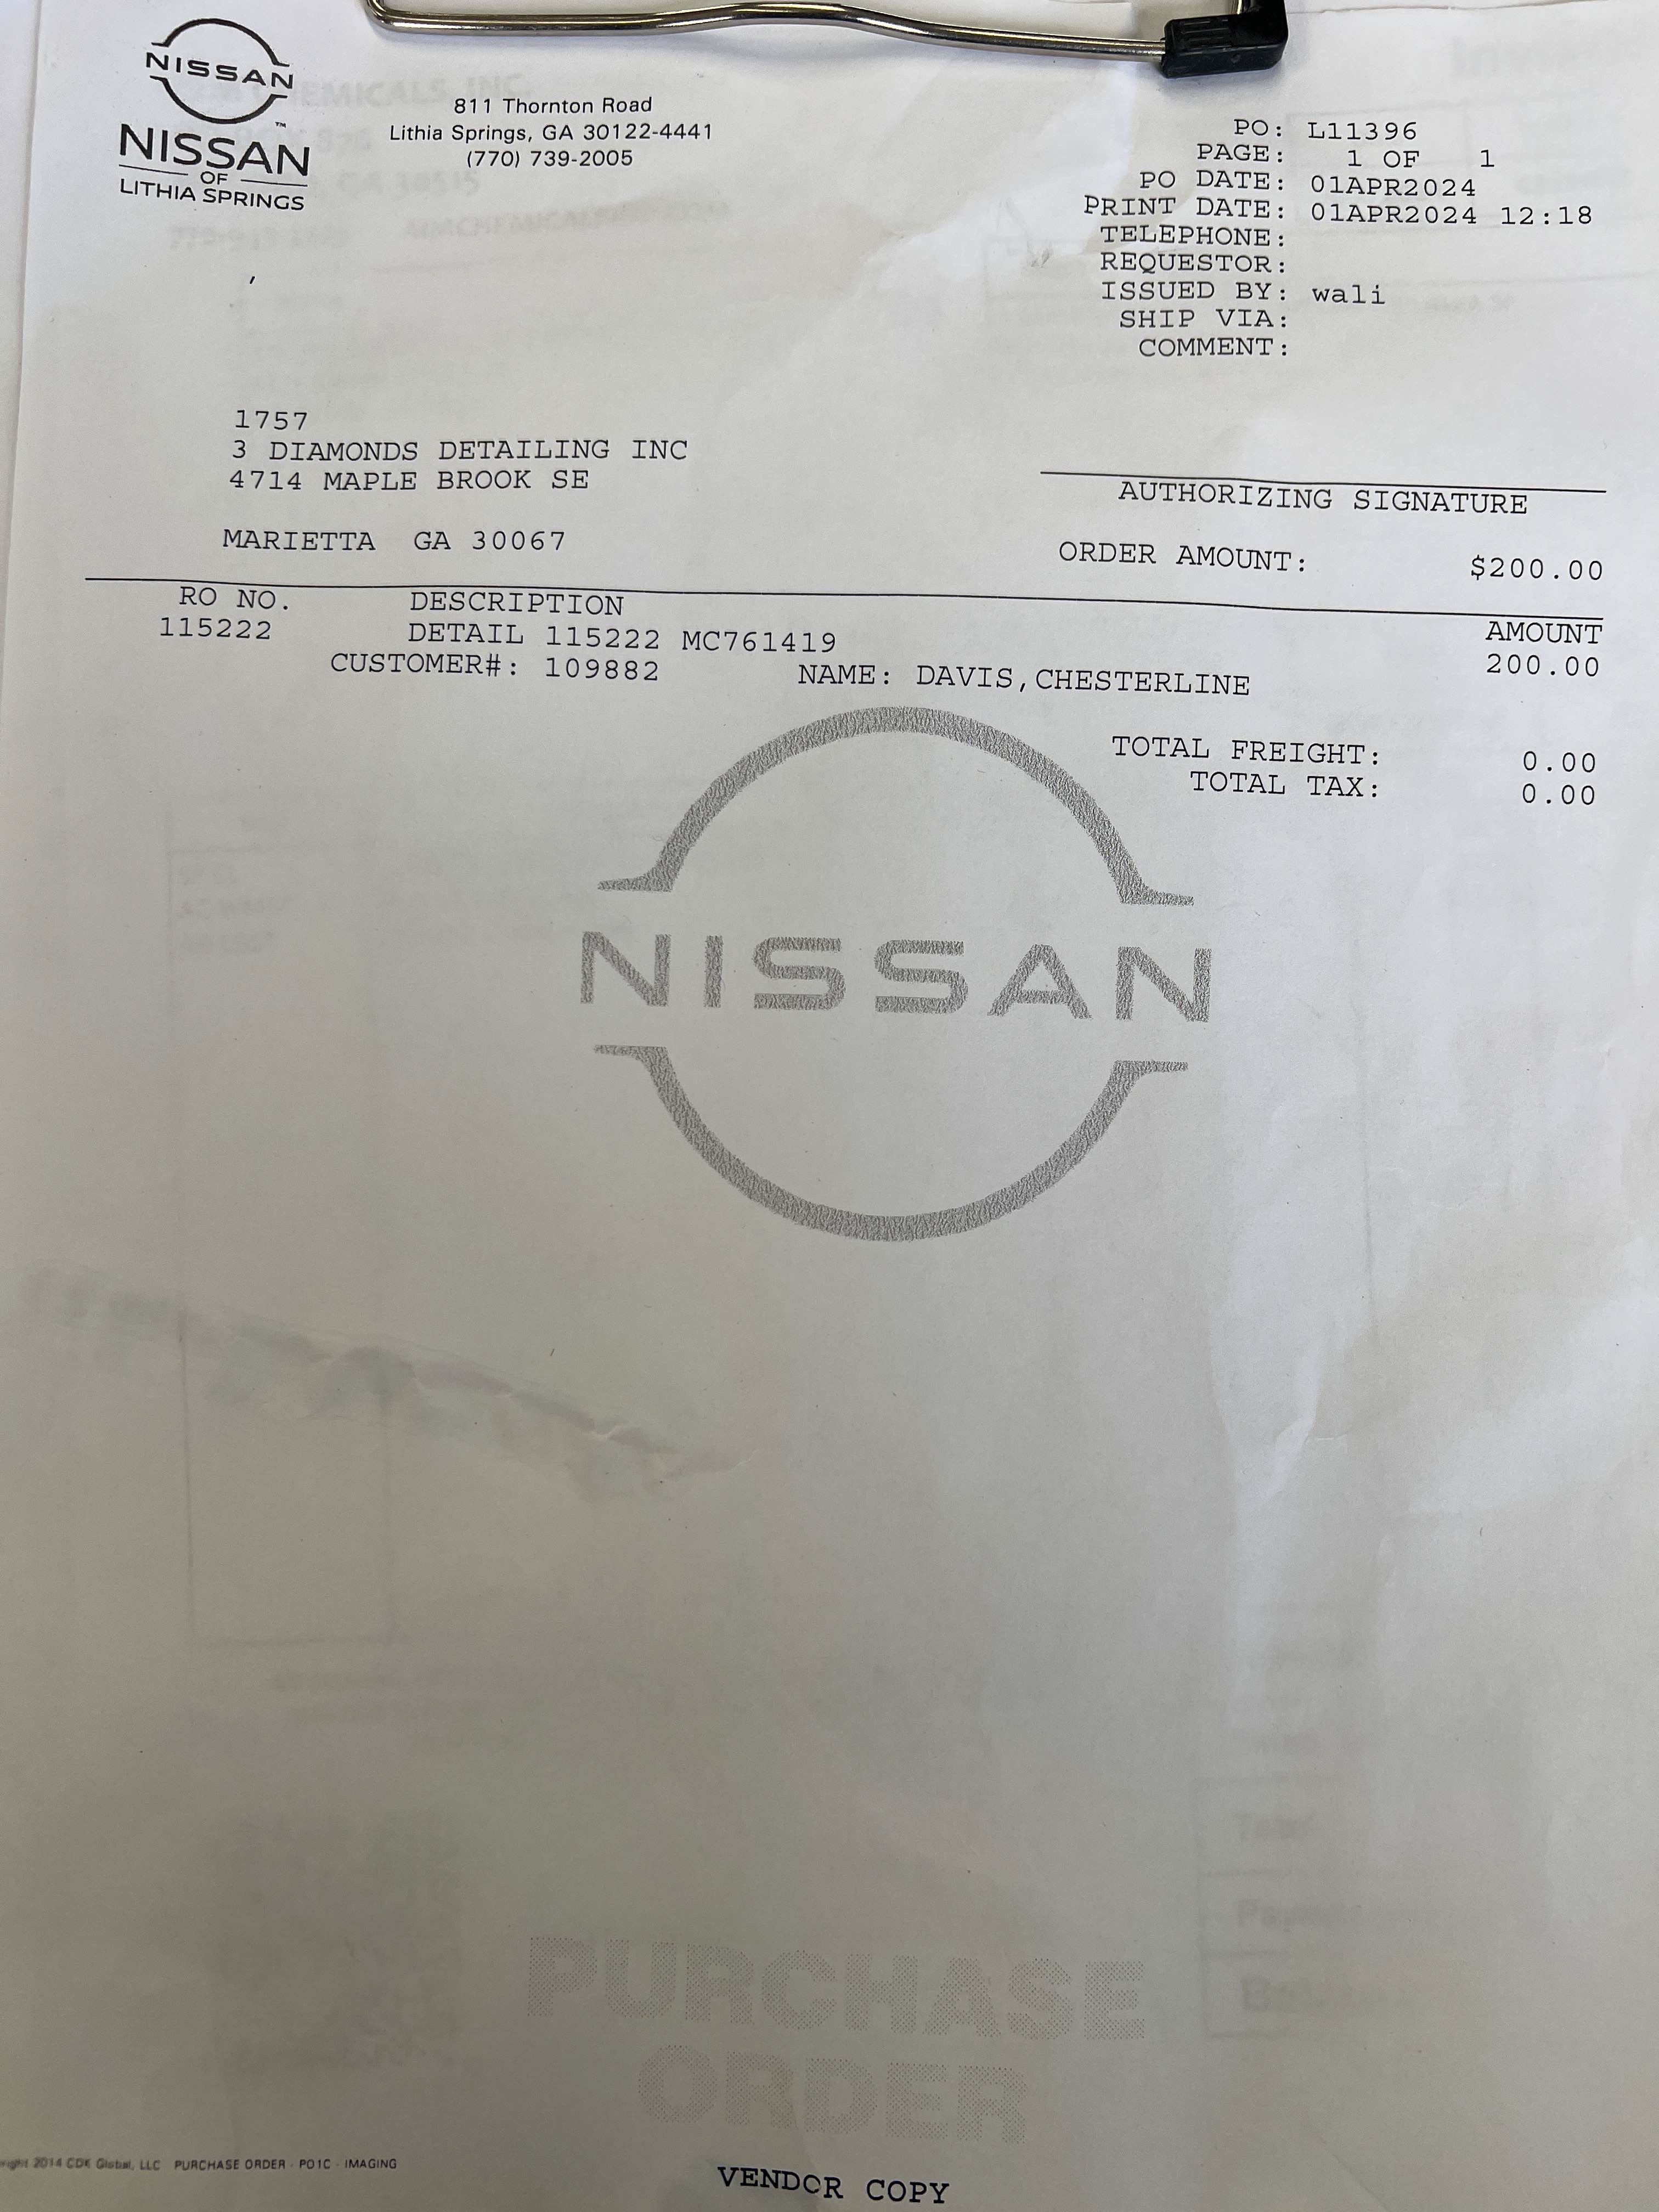 NISSAN
NISSAN
OF
LITHIA SPRINGS
811 Thornton Road
Lithia Springs, GA 30122-4441
(770) 739-2005
PO: L11396
PAGE: 1 OF 1
PO DATE: 01APR2024
PRINT DATE: 01APR2024 12:18
TELEPHONE:
REQUESTOR:
ISSUED BY: wali
SHIP VIA:
COMMENT:
1757
3 DIAMONDS DETAILING INC
4714 MAPLE BROOK SE
MARIETTA GA 30067
AUTHORIZING SIGNATURE
ORDER AMOUNT: $200.00
RO NO. DESCRIPTION AMOUNT
115222 DETAIL 115222 MC761419 200.00
CUSTOMER#: 109882 NAME: DAVIS,CHESTERLINE
TOTAL FREIGHT: 0.00
TOTAL TAX: 0.00
NISSAN
PURCHASE
ORDER
2014 CDK Global, LLC PURCHASE ORDER - PO1C - IMAGING
VENDOR COPY